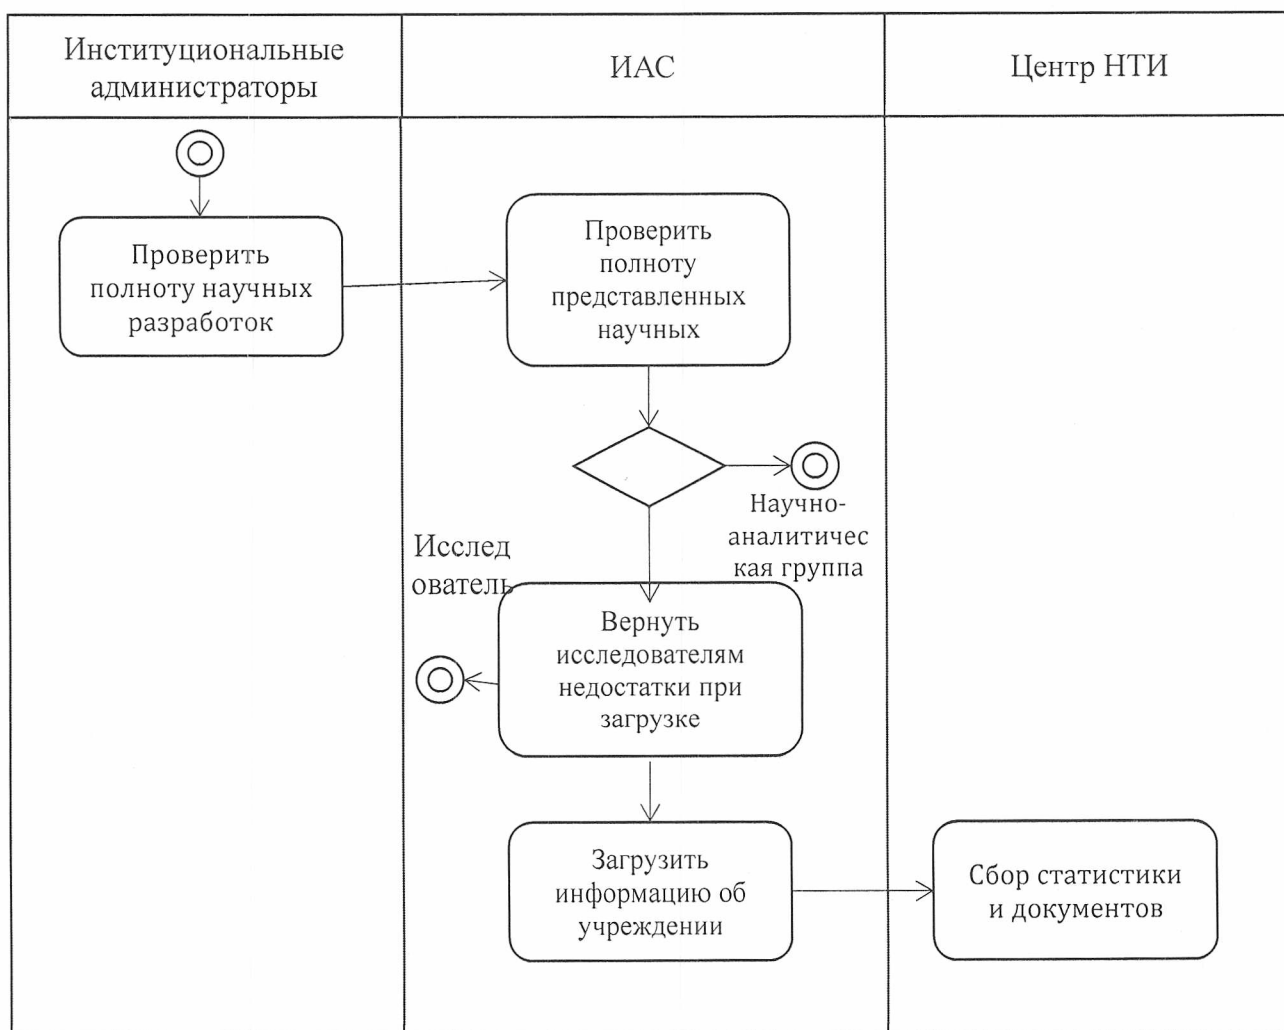 Институциональные
администраторы
ИАС
Центр НТИ
Проверить
полноту научных
разработок
Проверить
полноту
представленных
научных
Научно-
аналитичес
кая группа
Исслед
ователь
Вернуть
исследователям
недостатки при
загрузке
Загрузить
информацию об
учреждении
Сбор статистики
и документов